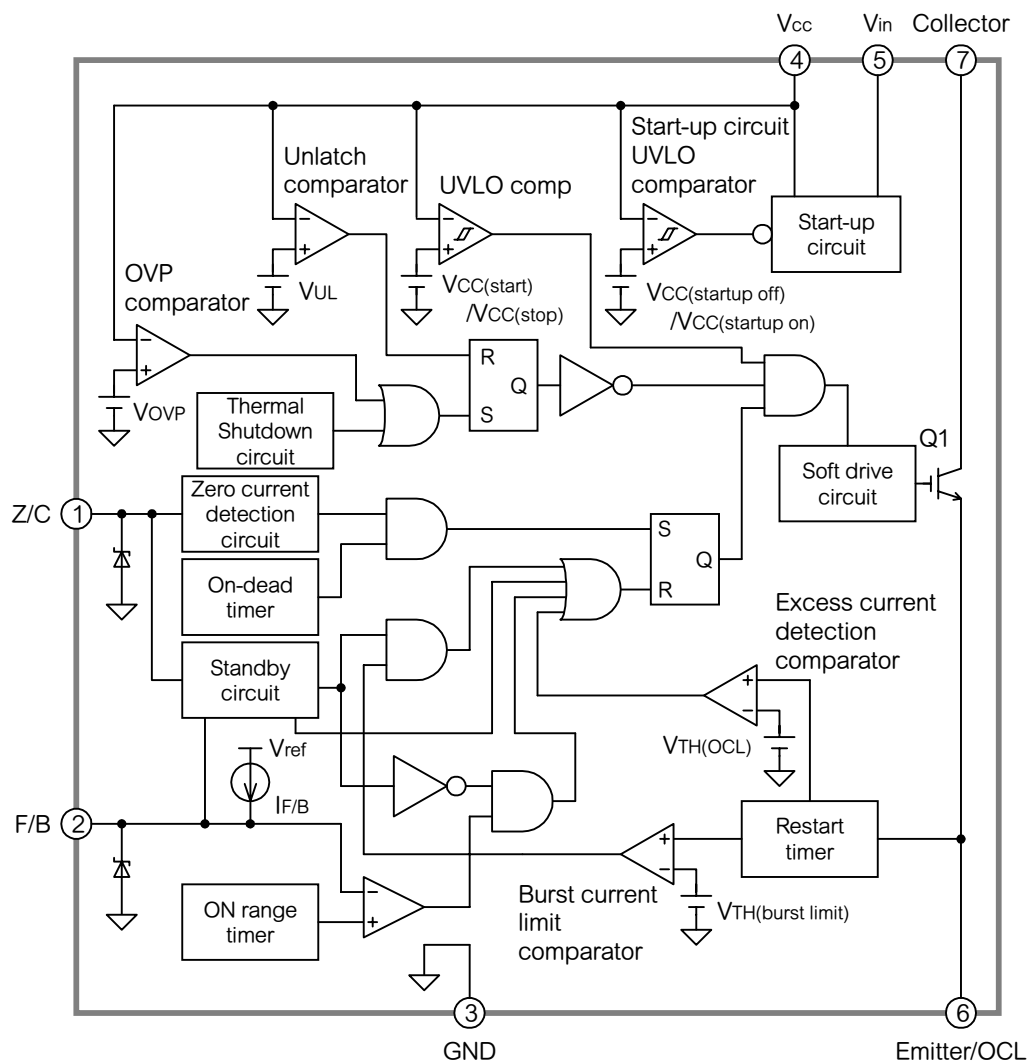 Vcc
Vin
Collector
4
5
7
Start-up circuit
UVLO
comparator
Unlatch
comparator
UVLO comp
Start-up
circuit
OVP
comparator
VUL
VCC(start)
/VCC(stop)
VCC(startup off)
/VCC(startup on)
VOVP
R
S
Q
Thermal
Shutdown
circuit
Q1
Soft drive
circuit
Z/C
1
Zero current
detection
circuit
S
R
Q
On-dead
timer
Excess current
detection
comparator
Standby
circuit
VTH(OCL)
Vref
IF/B
F/B
2
Restart
timer
ON range
timer
Burst current
limit
comparator
VTH(burst limit)
3
GND
6
Emitter/OCL